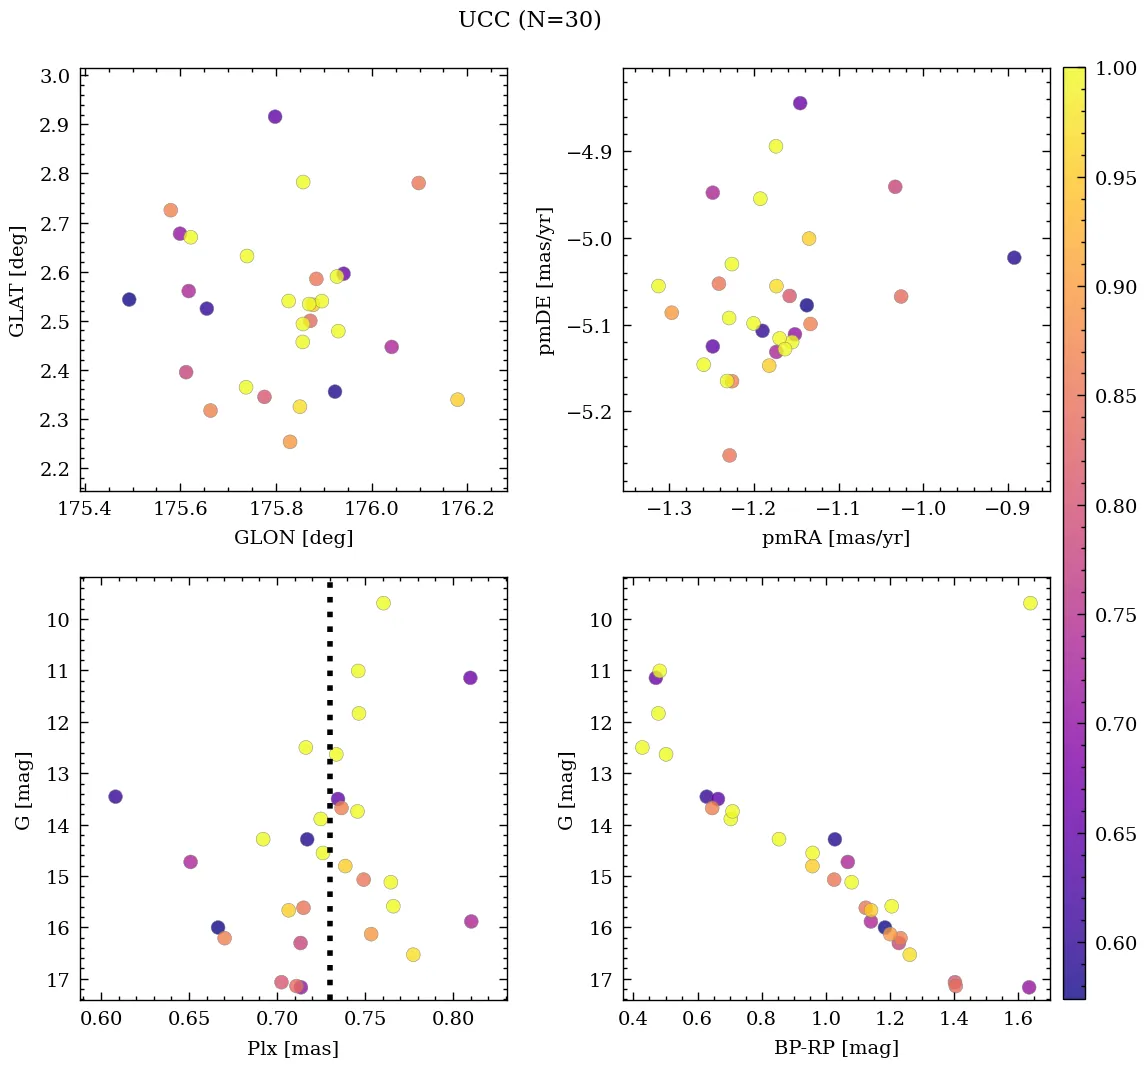 UCC (N=30)
3.0
2.9
2.8
2.7
2.6
2.5
2.4
2.3
2.2
GLAT [deg]
175.4 175.6 175.8 176.0 176.2
GLON [deg]
−4.9
−5.0
−5.1
−5.2
pmDE [mas/yr]
−1.3 −1.2 −1.1 −1.0 −0.9
pmRA [mas/yr]
10
11
12
13
14
15
16
17
G [mag]
0.60 0.65 0.70 0.75 0.80
Plx [mas]
10
11
12
13
14
15
16
17
G [mag]
0.4 0.6 0.8 1.0 1.2 1.4 1.6
BP-RP [mag]
1.00
0.95
0.90
0.85
0.80
0.75
0.70
0.65
0.60